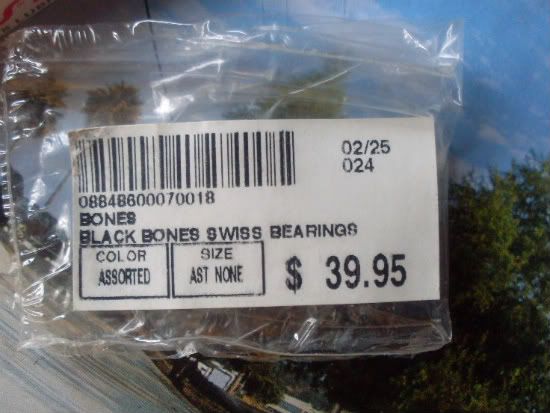 02/25
024
08848600070018
BONES
BLACK BONES SWISS BEARINGS
COLOR
ASSORTED
SIZE
AST NONE
$ 39.95